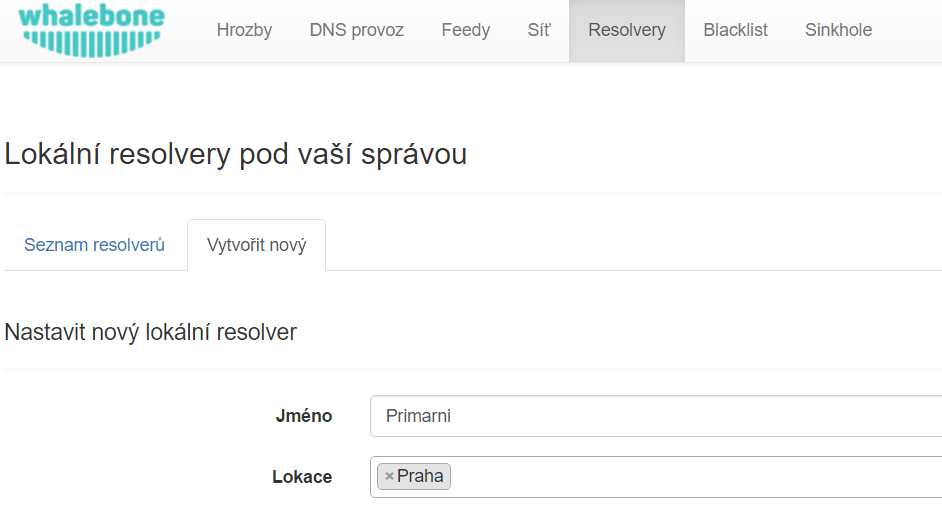 whalebone
Hrozby DNS provoz Feedy Síť Resolvery Blacklist Sinkhole
Lokální resolvery pod vaší správou
Seznam resolverů Vytvořit nový
Nastavit nový lokální resolver
Jméno Primarni
Lokace × Praha